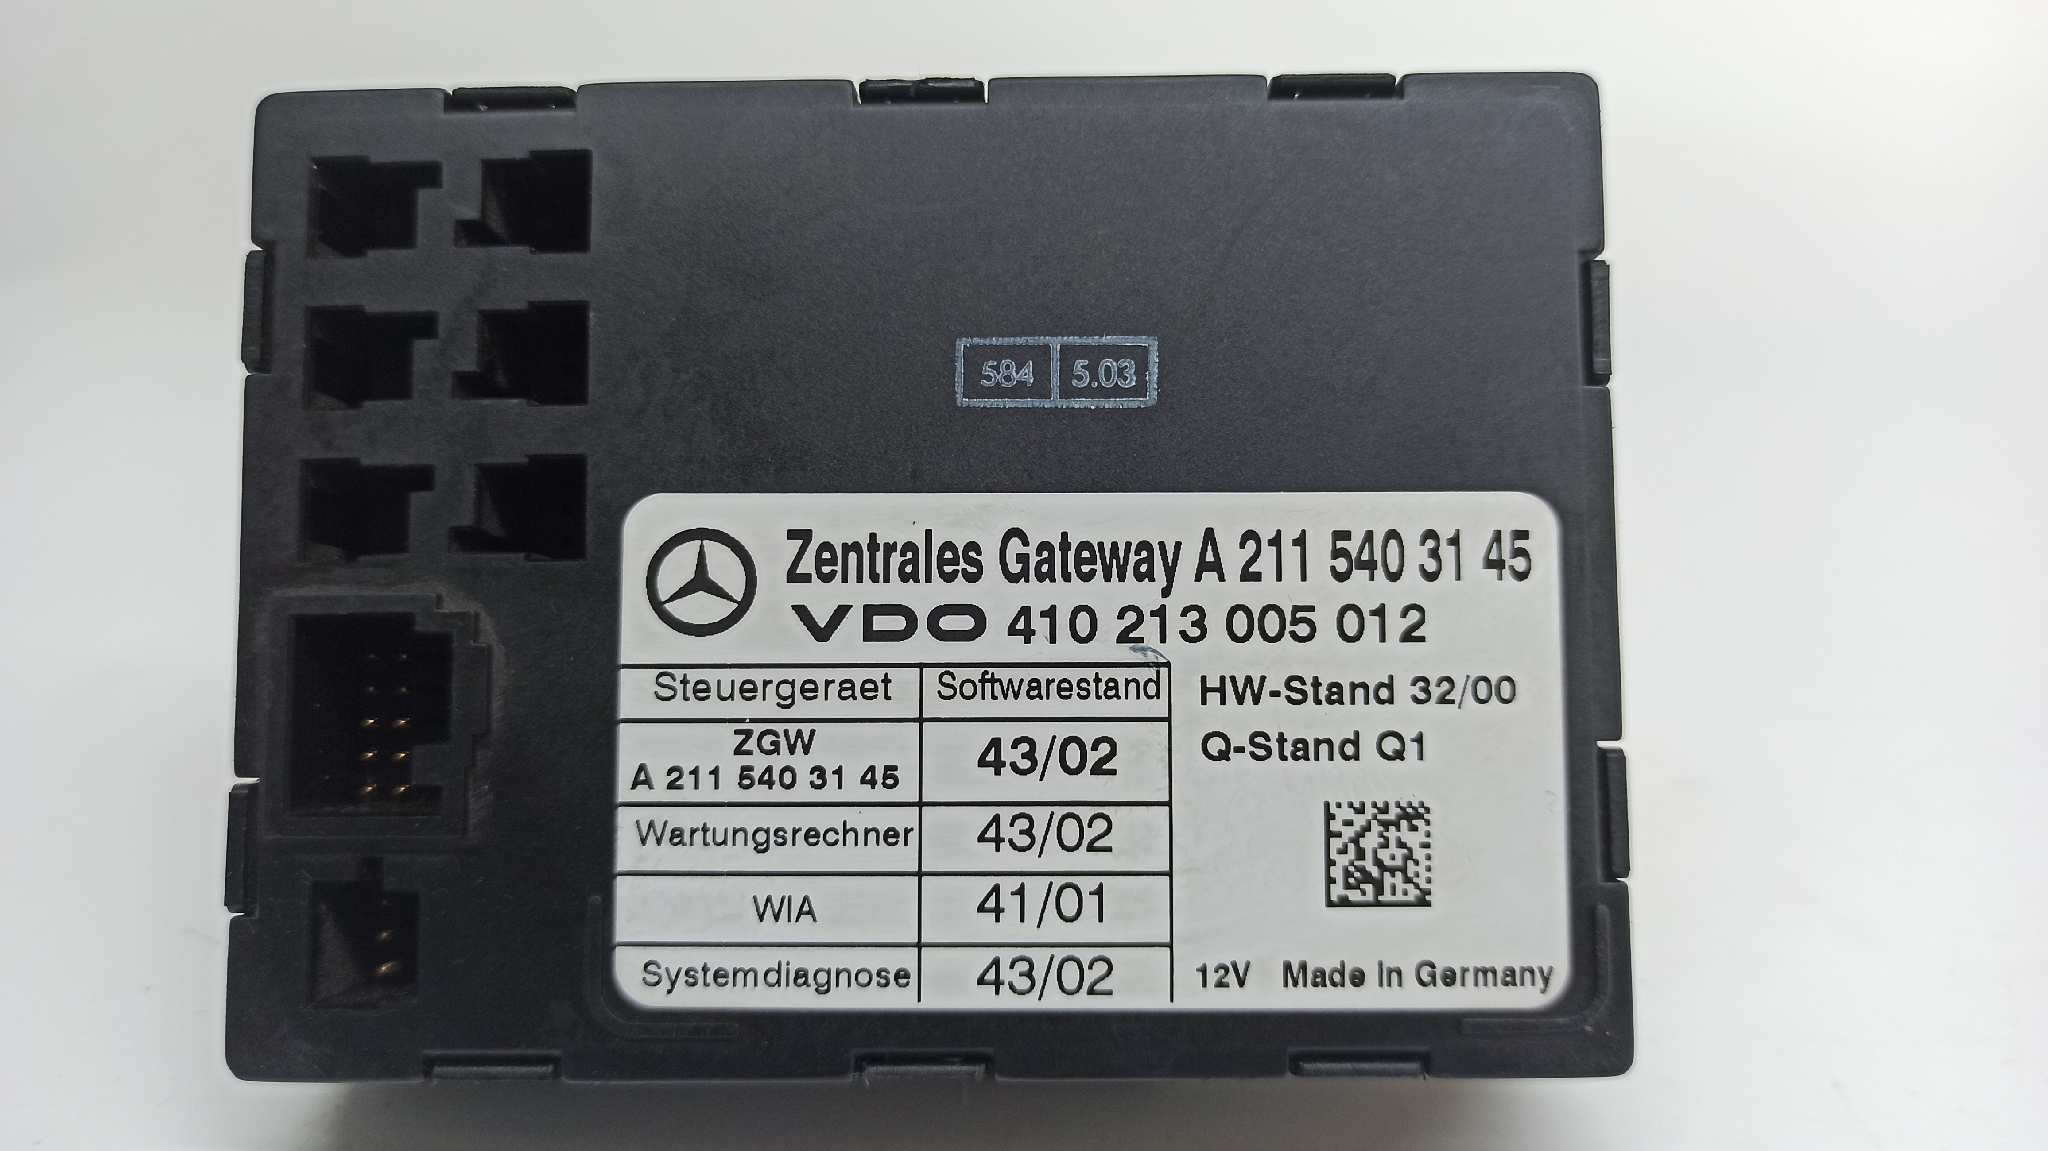 584 5.03
Zentrales Gateway A 211 540 31 45
VDO 410 213 005 012
Steuergeraet Softwarestand HW-Stand 32/00
ZGW
A 211 540 31 45 43/02 Q-Stand Q1
Wartungsrechner 43/02
WIA 41/01
Systemdiagnose 43/02 12V Made In Germany